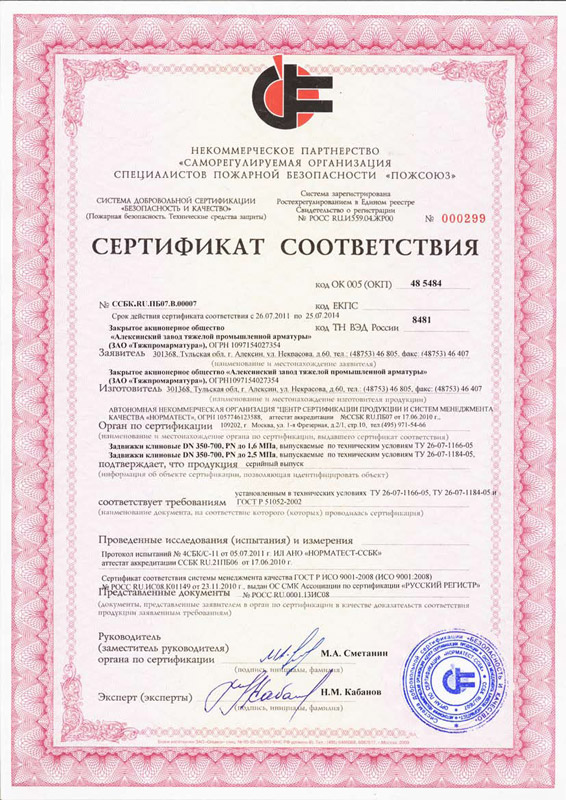 НЕКОММЕРЧЕСКОЕ ПАРТНЕРСТВО
«САМОРЕГУЛИРУЕМАЯ ОРГАНИЗАЦИЯ
СПЕЦИАЛИСТОВ ПОЖАРНОЙ БЕЗОПАСНОСТИ «ПОЖСОЮЗ»
СИСТЕМА ДОБРОВОЛЬНОЙ СЕРТИФИКАЦИИ
«БЕЗОПАСНОСТЬ И КАЧЕСТВО»
(Пожарная безопасность. Технические средства защиты)
Система зарегистрирована
Ростехрегулированием в Едином реестре
Свидетельство о регистрации
№ РОСС RU.И559.04ЖР00
№ 000299
СЕРТИФИКАТ СООТВЕТСТВИЯ
код ОК 005 (ОКП) 48 5484
№ ССБК.RU.ПБ07.В.00007
код ЕКПС
Срок действия сертификата соответствия с 26.07.2011 по 25.07.2014
код ТН ВЭД России 8481
Закрытое акционерное общество
«Алексинский завод тяжелой промышленной арматуры»
(ЗАО «Тяжпромарматура»), ОГРН1097154027354
Заявитель 301368, Тульская обл. г. Алексин, ул. Некрасова, д.60, тел.: (48753) 46 805, факс: (48753) 46 407
(наименование и местонахождение заявителя)
Закрытое акционерное общество «Алексинский завод тяжелой промышленной арматуры»
(ЗАО «Тяжпромарматура»), ОГРН1097154027354
Изготовитель 301368, Тульская обл. г. Алексин, ул. Некрасова, д.60, тел.: (48753) 46 805, факс: (48753) 46 407
(наименование и местонахождение изготовителя продукции)
АВТОНОМНАЯ НЕКОММЕРЧЕСКАЯ ОРГАНИЗАЦИЯ "ЦЕНТР СЕРТИФИКАЦИИ ПРОДУКЦИИ И СИСТЕМ МЕНЕДЖМЕНТА
КАЧЕСТВА «НОРМАТЕСТ», ОГРН 1057746123588, аттестат аккредитации №ССБК RU.ПБ07 от 17.06.2010 г.,
Орган по сертификации 109202, г. Москва, ул. 1-я Фрезерная, д.2/1, стр.10, тел (495) 971-54-66
(наименование и местонахождение органа по сертификации, выдавшего сертификат соответствия)
Задвижки клиновые DN 350-700, PN до 1,6 МПа, выпускаемые по техническим условиям ТУ 26-07-1166-05
Задвижки клиновые DN 350-700, PN до 2,5 МПа, выпускаемые по техническим условиям ТУ 26-07-1184-05.
подтверждает, что продукция серийный выпуск
(информация об объекте сертификации, позволяющая идентифицировать объект)
установленным в технических условиях ТУ 26-07-1166-05, ТУ 26-07-1184-05 и
соответствует требованиям ГОСТ Р 51052-2002
(наименование документа, на соответствие которого (которых) проводилась сертификация)
Проведенные исследования (испытания) и измерения
Протокол испытаний № 4СБК/С-11 от 05.07.2011 г. ИЛ АНО «НОРМАТЕСТ-ССБК»
аттестат аккредитации ССБК RU.21ПБ06 от 17.06.2010 г.
Сертификат соответствия системы менеджмента качества ГОСТ Р ИСО 9001-2008 (ИСО 9001.2008)
№ РОСС RU.ИС08.К01149 от 23.11.2010 г., выдан ОС СМК Ассоциации по сертификации «РУССКИЙ РЕГИСТР»
Представленные документы № РОСС RU.0001.13ИС08
(документы, представленные заявителем в орган по сертификации в качестве доказательств соответствия
продукции заявленным требованиям)
Руководитель
(заместитель руководителя)
органа по сертификации М.А. Сметанин
(подпись, инициалы, фамилия)
Эксперт (эксперты) Н.М. Кабанов
(подпись, инициалы, фамилия)